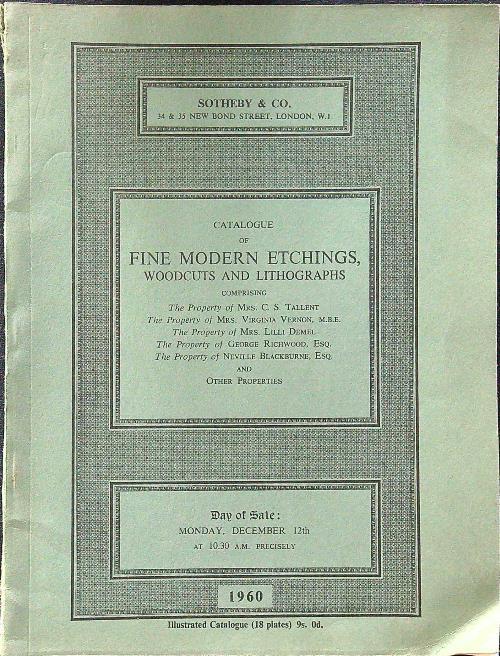 SOTHEBY & CO.
34 & 35 NEW BOND STREET, LONDON, W.1
CATALOGUE
OF
FINE MODERN ETCHINGS,
WOODCUTS AND LITHOGRAPHS
COMPRISING
The Property of MRS. C. S. TALLENT
The Property of MRS. VIRGINIA VERNON, M.B.E.
The Property of MRS. LILLI DEMEL
The Property of GEORGE RICHWOOD, ESQ.
The Property of NEVILLE BLACKBURNE, ESQ.
AND
OTHER PROPERTIES
Day of Sale:
MONDAY, DECEMBER 12th
AT 10.30 A.M. PRECISELY
1960
Illustrated Catalogue (18 plates) 9s. 0d.